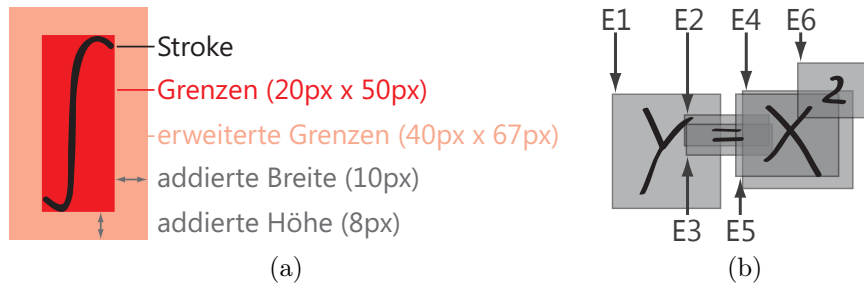 Stroke
Grenzen (20px x 50px)
erweiterte Grenzen (40px x 67px)
addierte Breite (10px)
addierte Höhe (8px)
(a)
E1 E2 E4 E6
y = x 2
E3 E5
(b)